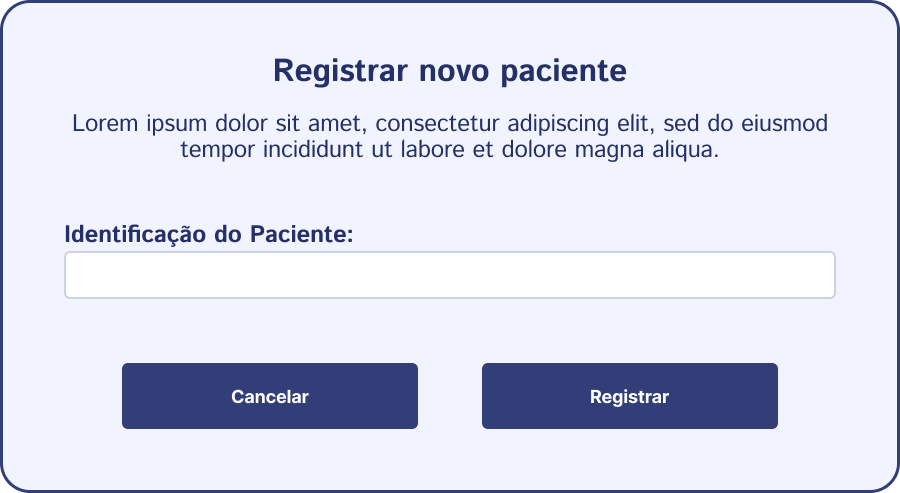 Registrar novo paciente
Lorem ipsum dolor sit amet, consectetur adipiscing elit, sed do eiusmod
tempor incididunt ut labore et dolore magna aliqua.
Identificação do Paciente:
Cancelar
Registrar